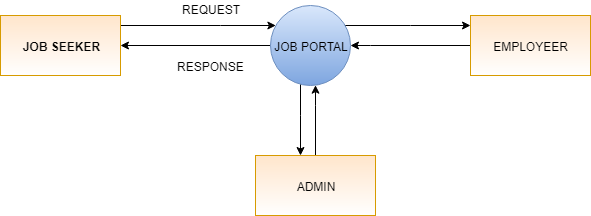 REQUEST
JOB SEEKER
JOB PORTAL
EMPLOYEER
RESPONSE
ADMIN